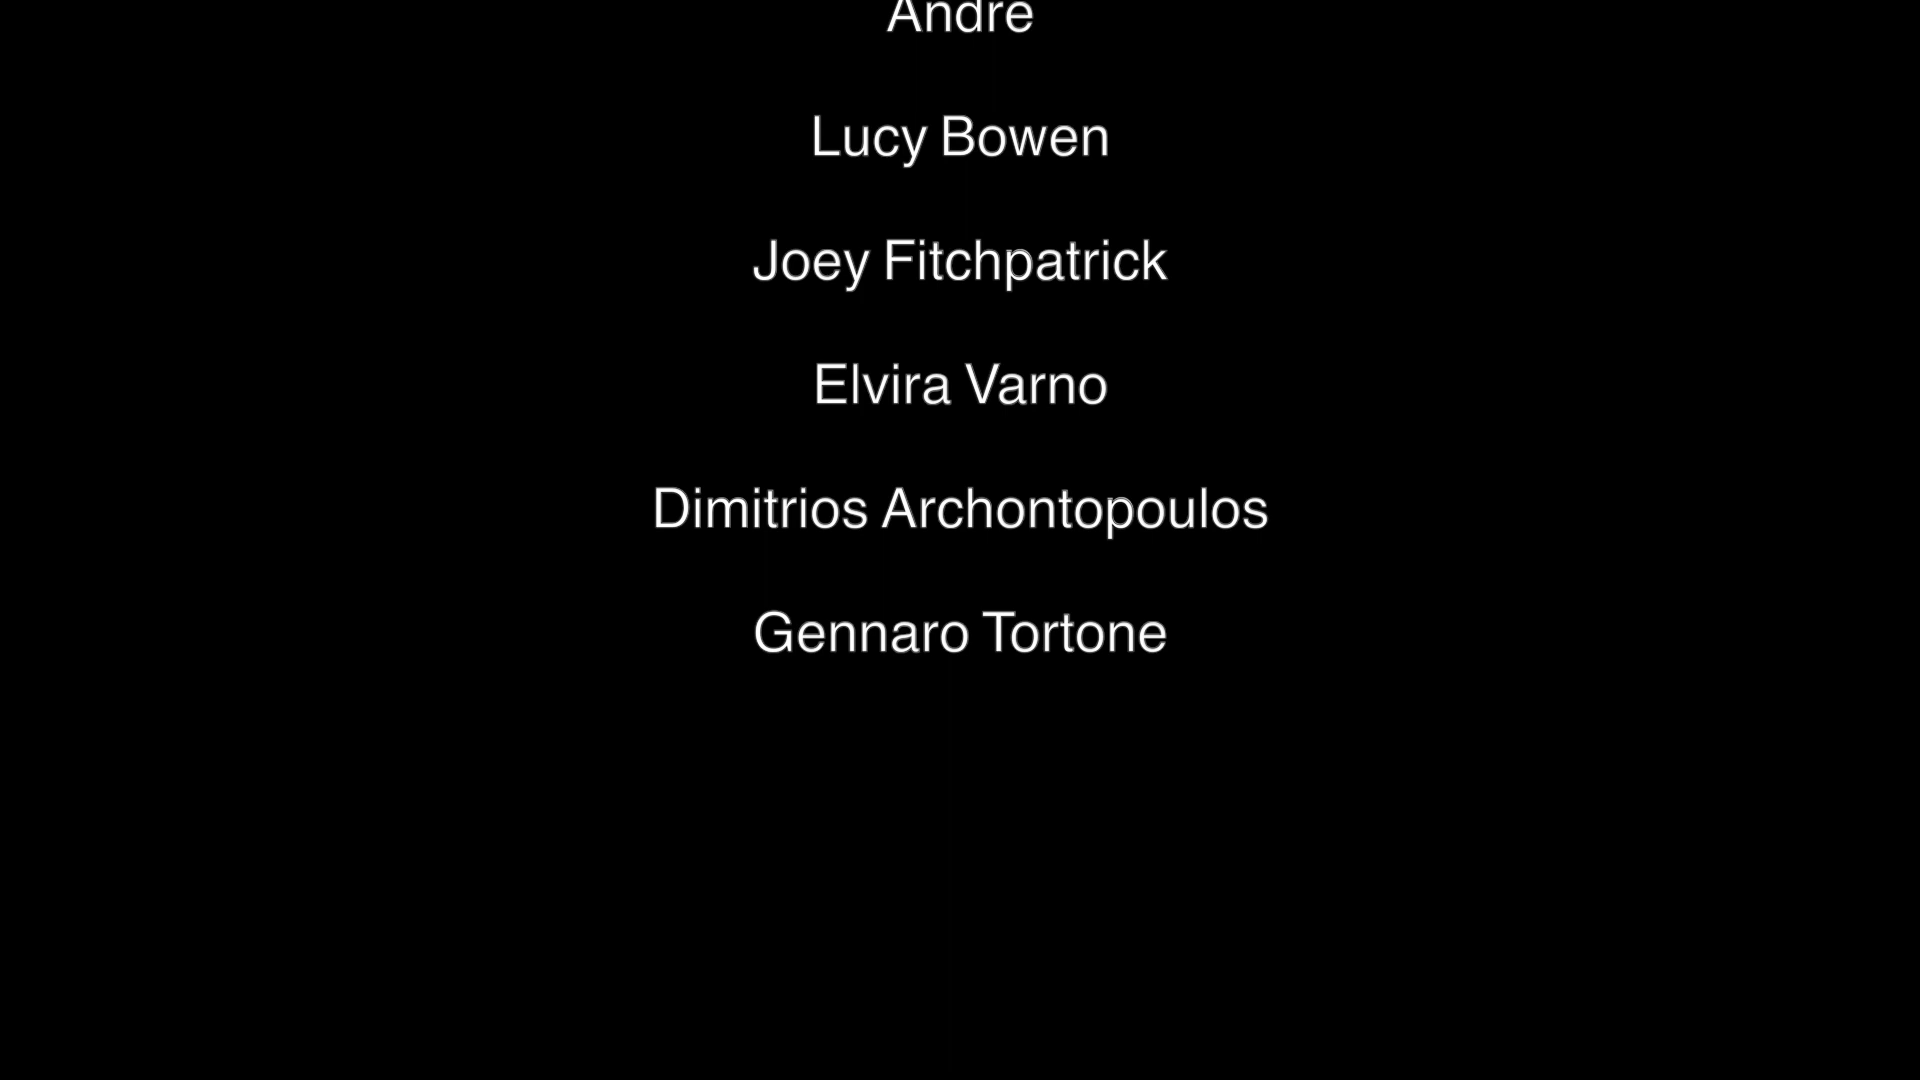 Andre
Lucy Bowen
Joey Fitchpatrick
Elvira Varno
Dimitrios Archontopoulos
Gennaro Tortone